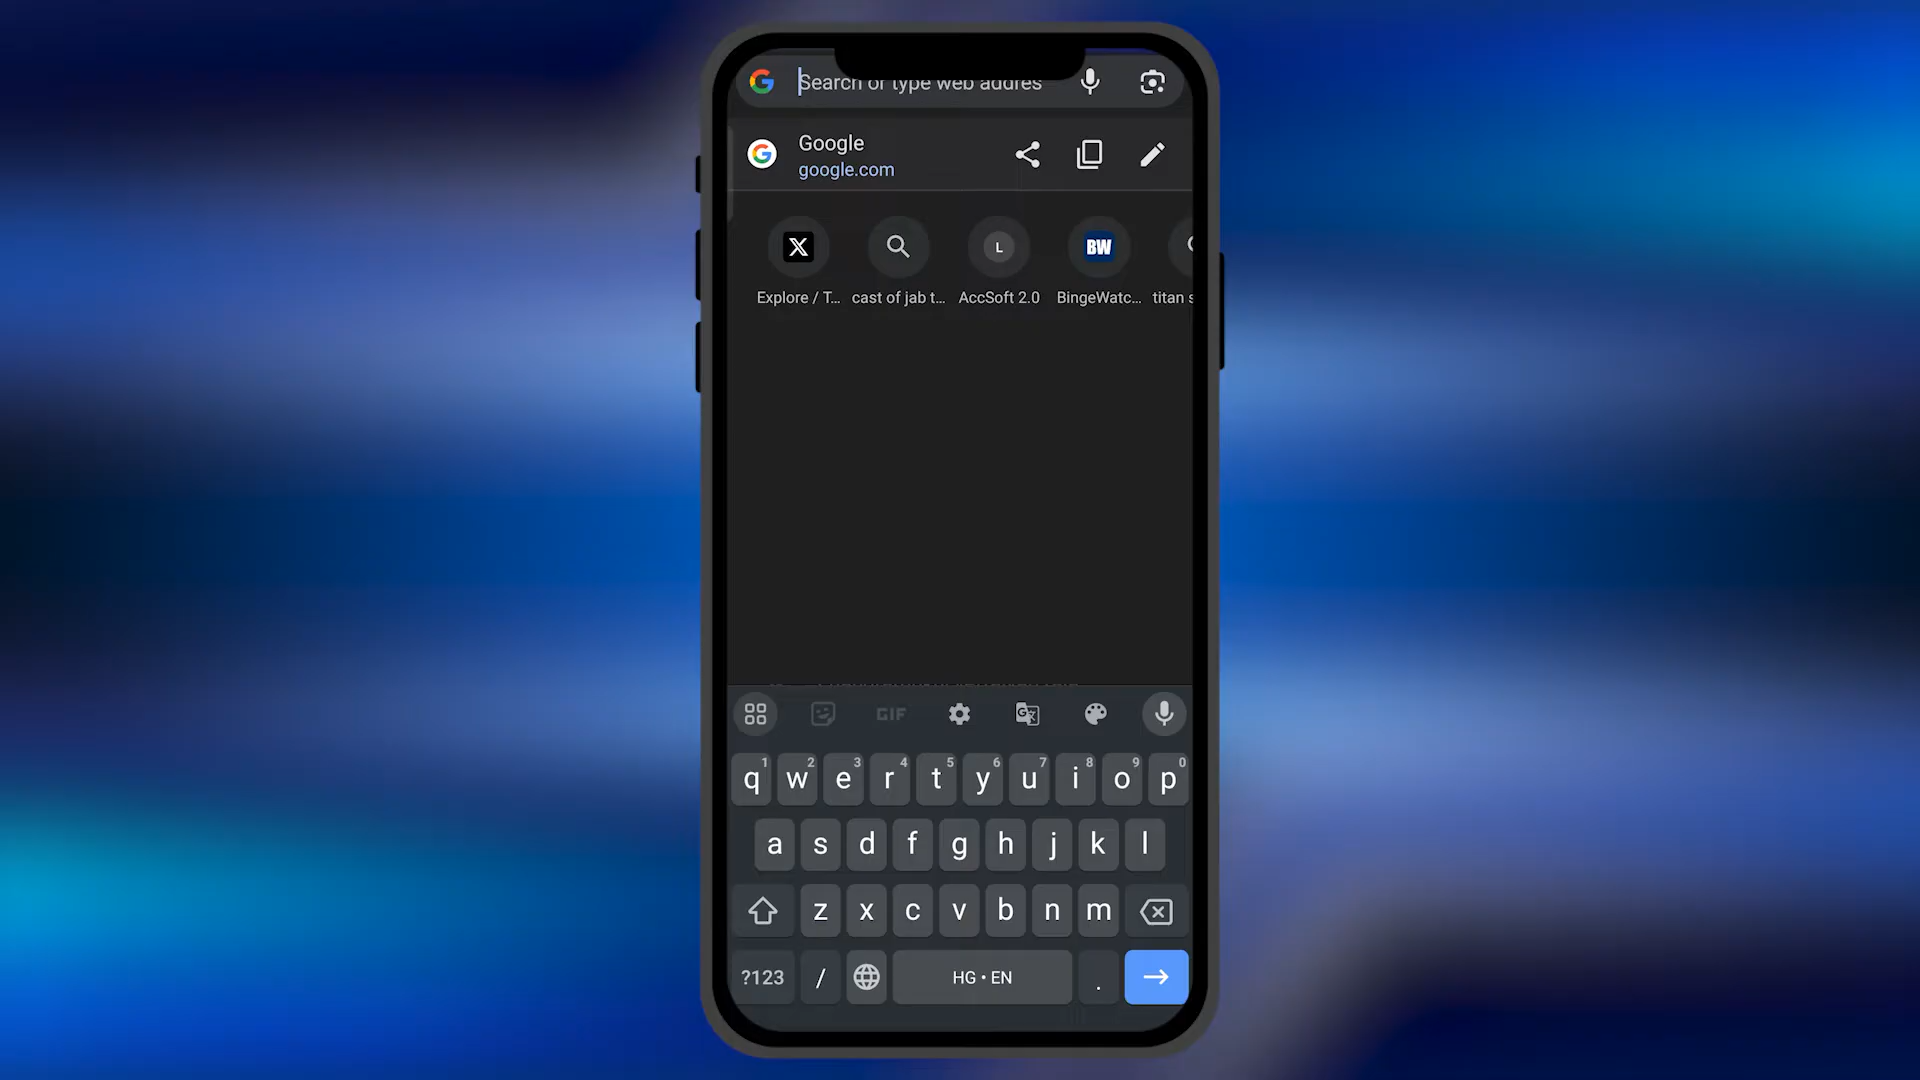 Search or type web addres
Google
google.com
X
L
BW
Explore / T... cast of jab t... AccSoft 2.0 BingeWatc... titan s
GIF
1 2 3 4 5 6 7 8 9 0
q w e r t y u i o p
a s d f g h j k l
z x c v b n m
?123 / HG • EN .